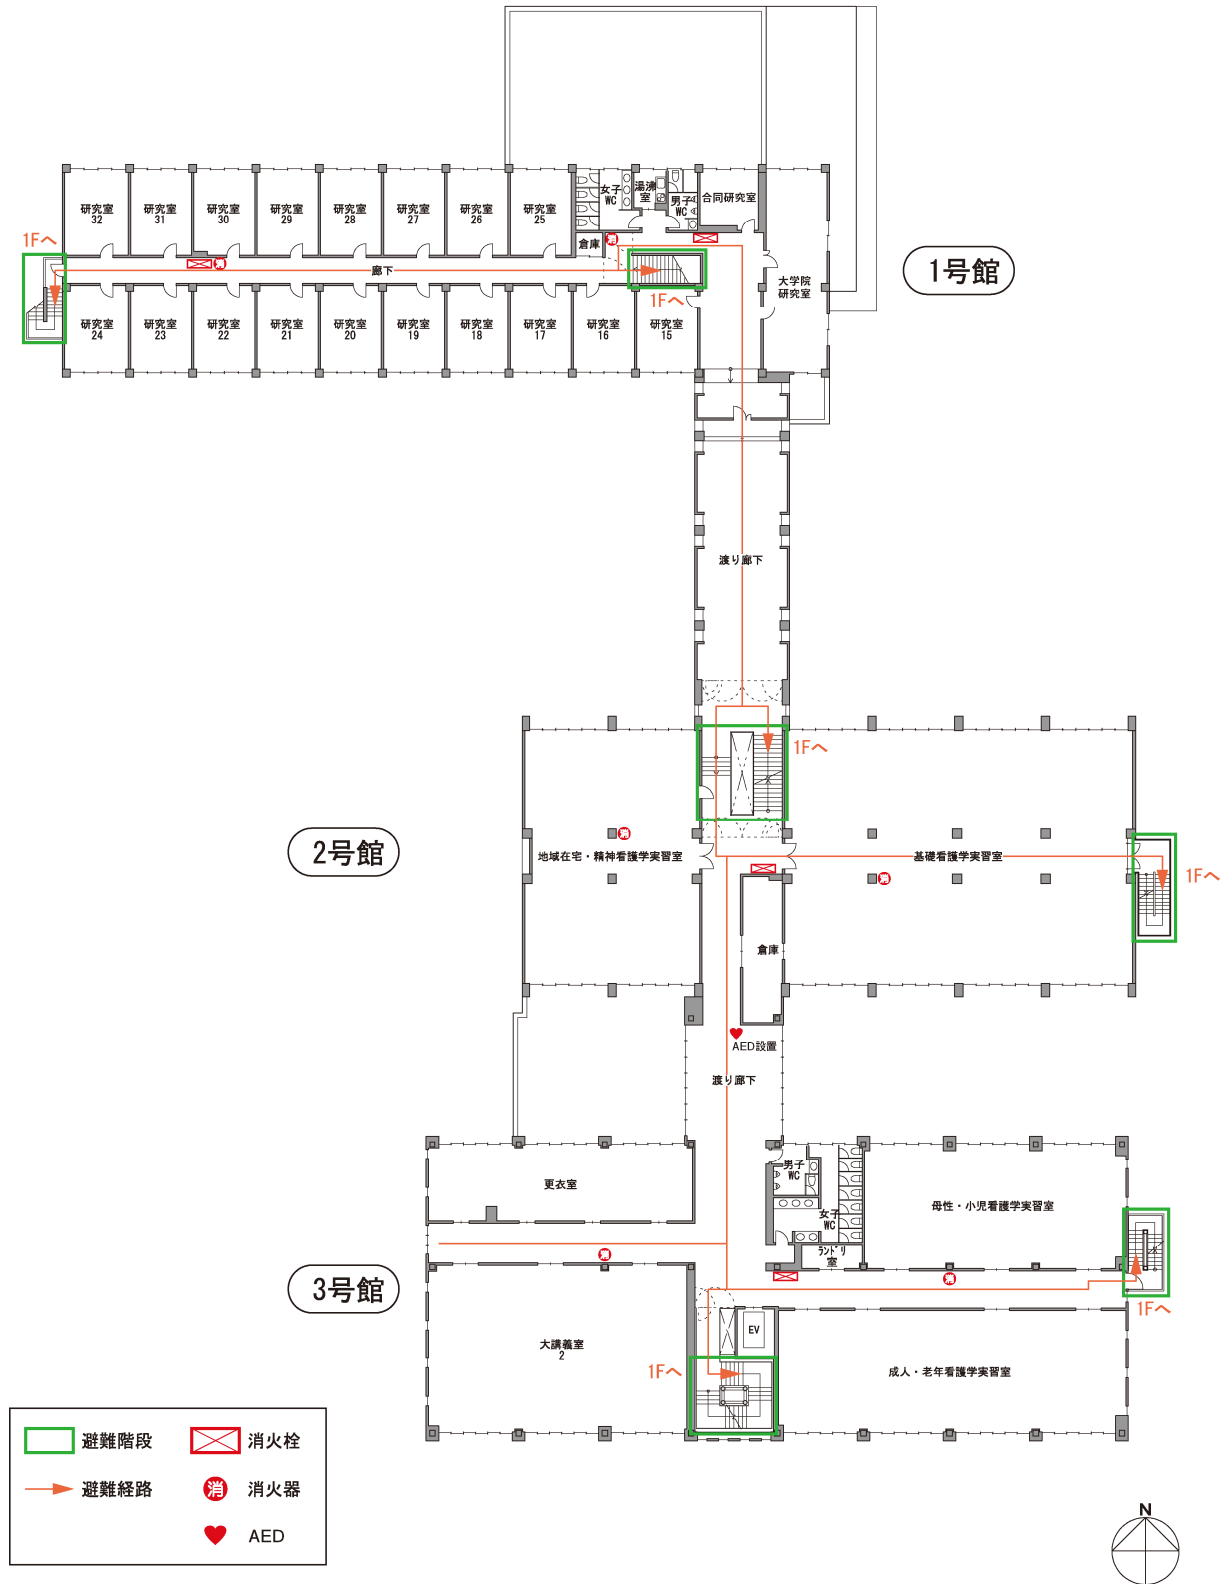 女子
WC
湯沸
室
男子
WC
合同研究室
研究室
32
研究室
31
研究室
30
研究室
29
研究室
28
研究室
27
研究室
26
研究室
25
1Fへ
倉庫
消
消
廊下
1Fへ
大学院
研究室
1号館
研究室
24
研究室
23
研究室
22
研究室
21
研究室
20
研究室
19
研究室
18
研究室
17
研究室
16
研究室
15
渡り廊下
1Fへ
2号館
消
地域在宅・精神看護学実習室
基礎看護学実習室
消
1Fへ
倉庫
AED設置
渡り廊下
男子
WC
更衣室
女子
WC
母性・小児看護学実習室
ランドリ
室
消
消
3号館
1Fへ
EV
大講義室
2
1Fへ
成人・老年看護学実習室
避難階段
消火栓
避難経路
消
消火器
AED
N